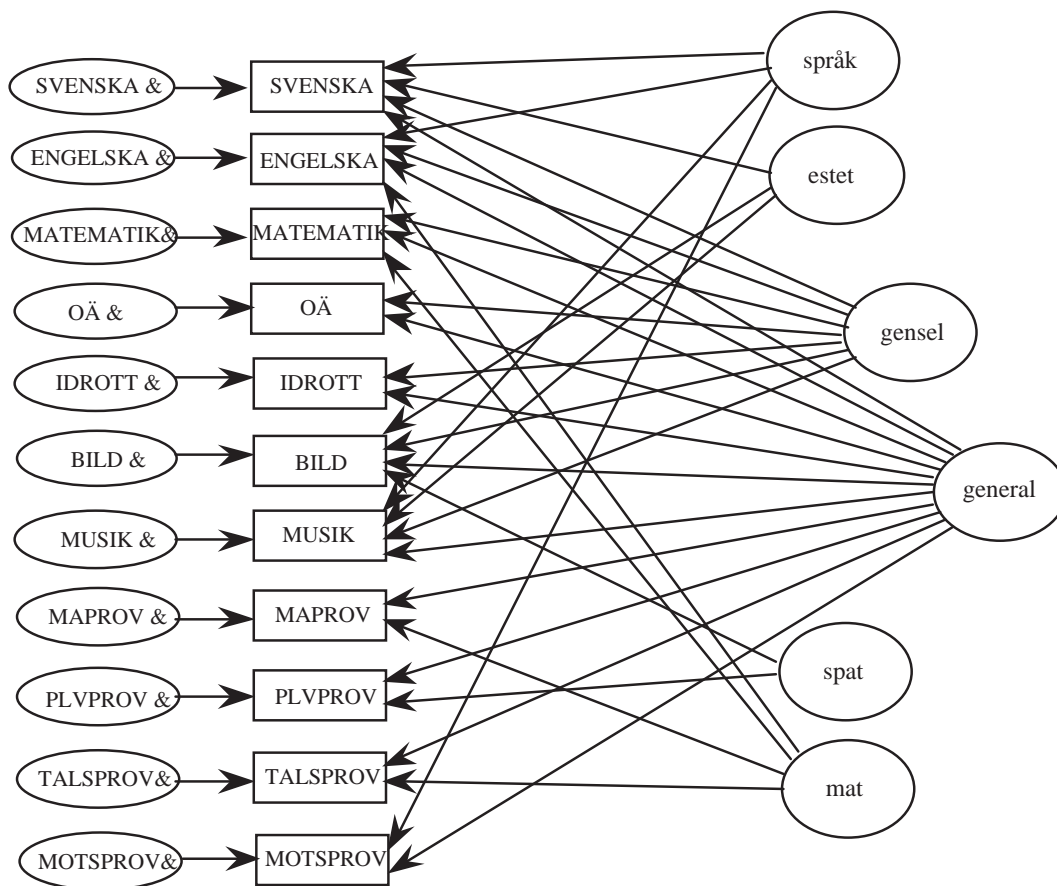 SVENSKA &
SVENSKA
språk
ENGELSKA &
ENGELSKA
estet
MATEMATIK&
MATEMATIK
OÄ &
OÄ
gensel
IDROTT &
IDROTT
BILD &
BILD
general
MUSIK &
MUSIK
MAPROV &
MAPROV
PLVPROV &
PLVPROV
spat
TALSPROV&
TALSPROV
mat
MOTSPROV&
MOTSPROV